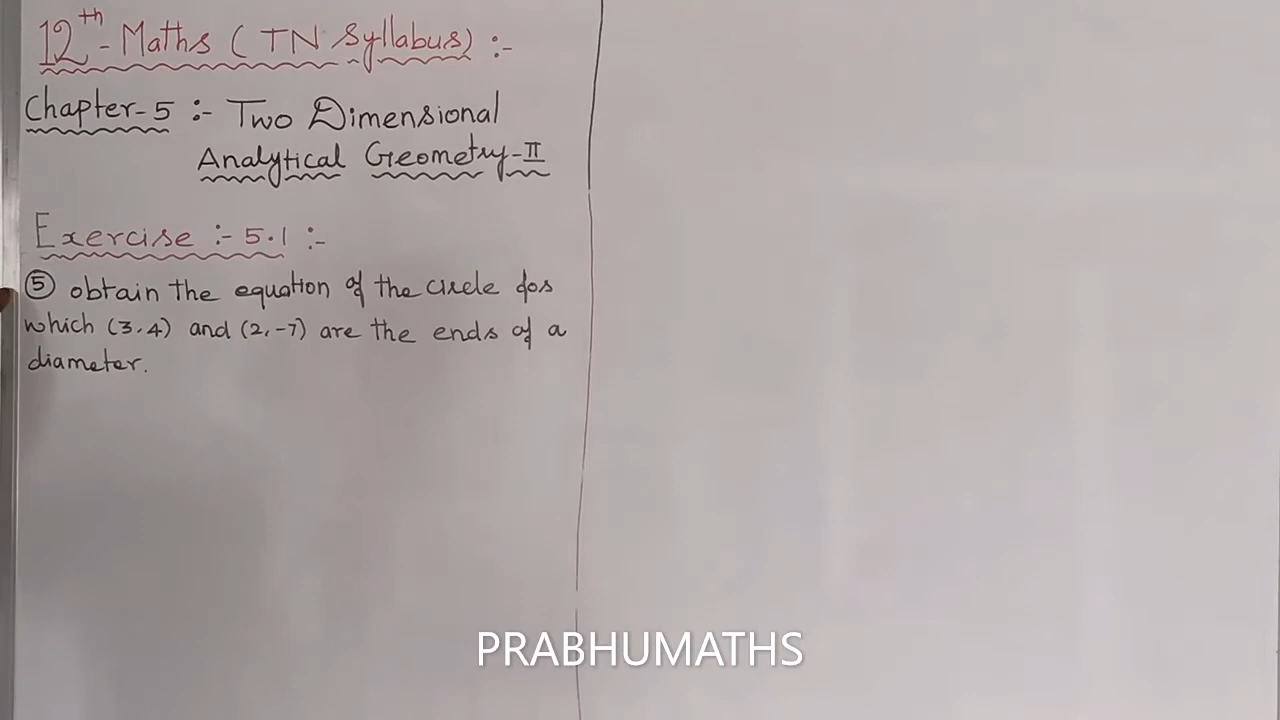 12th - Maths (TN Syllabus) :-
Chapter-5 :- Two Dimensional
Analytical Geometry-II
Exercise :- 5.1 :-
⑤ obtain the equation of the circle for
which (3,4) and (2,-7) are the ends of a
diameter.
PRABHUMATHS